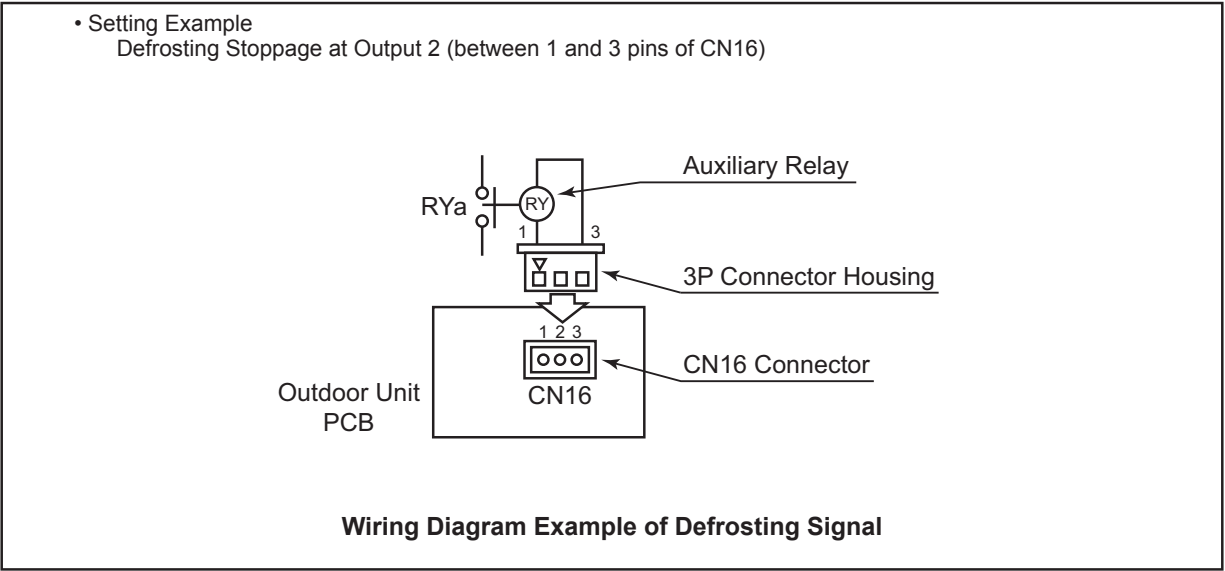 • Setting Example
Defrosting Stoppage at Output 2 (between 1 and 3 pins of CN16)
Auxiliary Relay
RYa
RY
1 3
3P Connector Housing
1 2 3
CN16 Connector
CN16
Outdoor Unit
PCB
Wiring Diagram Example of Defrosting Signal